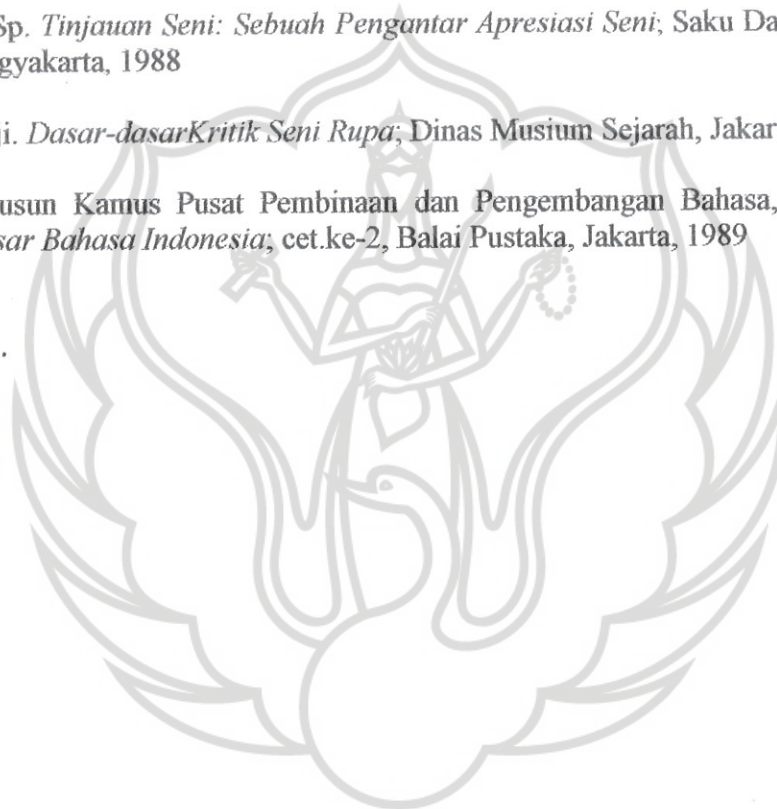 Sp. Tinjauan Seni: Sebuah Pengantar Apresiasi Seni; Saku Da
gyakarta, 1988
ji. Dasar-dasarKritik Seni Rupa; Dinas Musium Sejarah, Jakar
usun Kamus Pusat Pembinaan dan Pengembangan Bahasa,
sar Bahasa Indonesia; cet.ke-2, Balai Pustaka, Jakarta, 1989
.